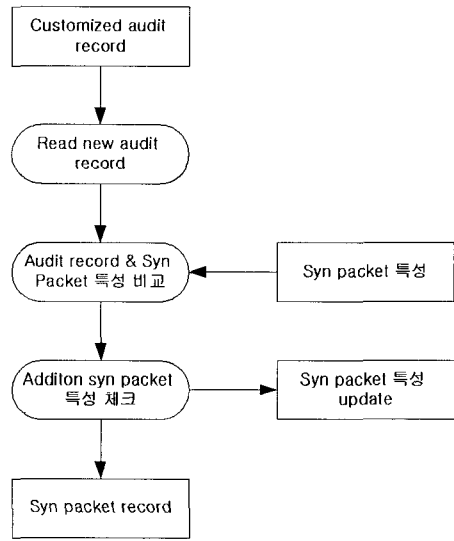 Customized audit
record
Read new audit
record
Audit record & Syn
Packet 특성 비교
Syn packet 특성
Additon syn packet
특성 체크
Syn packet 특성
update
Syn packet record